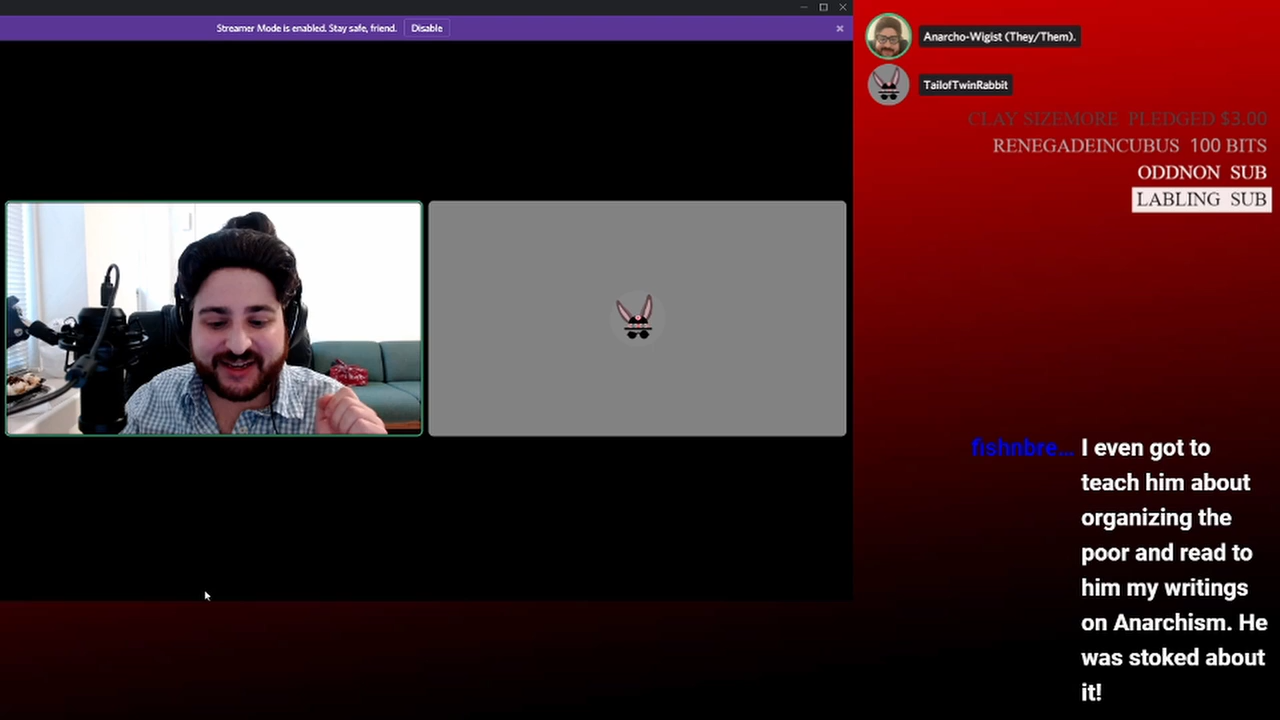 Streamer Mode is enabled. Stay safe, friend. Disable
Anarcho-Wigist (They/Them).
TailofTwinRabbit
CLAY SIZEMORE PLEDGED $3.00
RENEGADEINCUBUS 100 BITS
ODDNON SUB
LABLING SUB
fishnbre... I even got to
teach him about
organizing the
poor and read to
him my writings
on Anarchism. He
was stoked about
it!